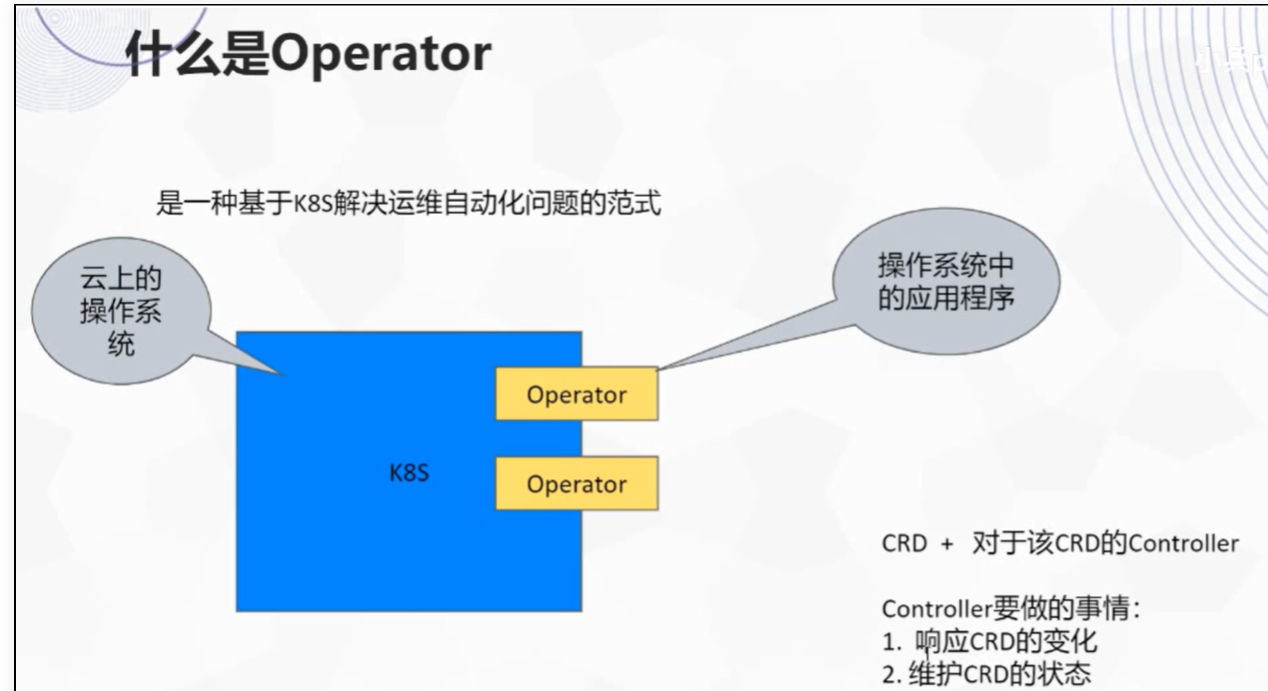 什么是Operator
是一种基于K8S解决运维自动化问题的范式
云上的
操作系
统
操作系统中
的应用程序
Operator
K8S
Operator
CRD + 对于该CRD的Controller
Controller要做的事情：
1. 响应CRD的变化
2. 维护CRD的状态